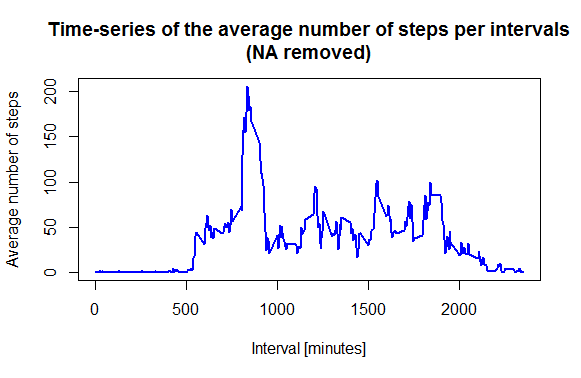 Time-series of the average number of steps per intervals
(NA removed)
Average number of steps
200
150
100
50
0
0 500 1000 1500 2000
Interval [minutes]